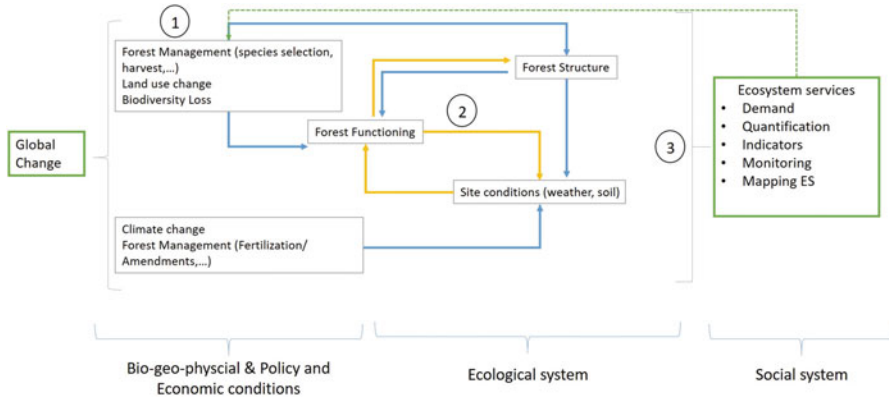 1
Forest Management (species selection,
harvest,...)
Land use change
Biodiversity Loss
Forest Structure
Ecosystem services
• Demand
• Quantification
• Indicators
• Monitoring
• Mapping ES
2
Forest Functioning
3
Global
Change
Site conditions (weather, soil)
Climate change
Forest Management (Fertilization/
Amendments,...)
Bio-geo-physcial & Policy and
Economic conditions
Ecological system
Social system